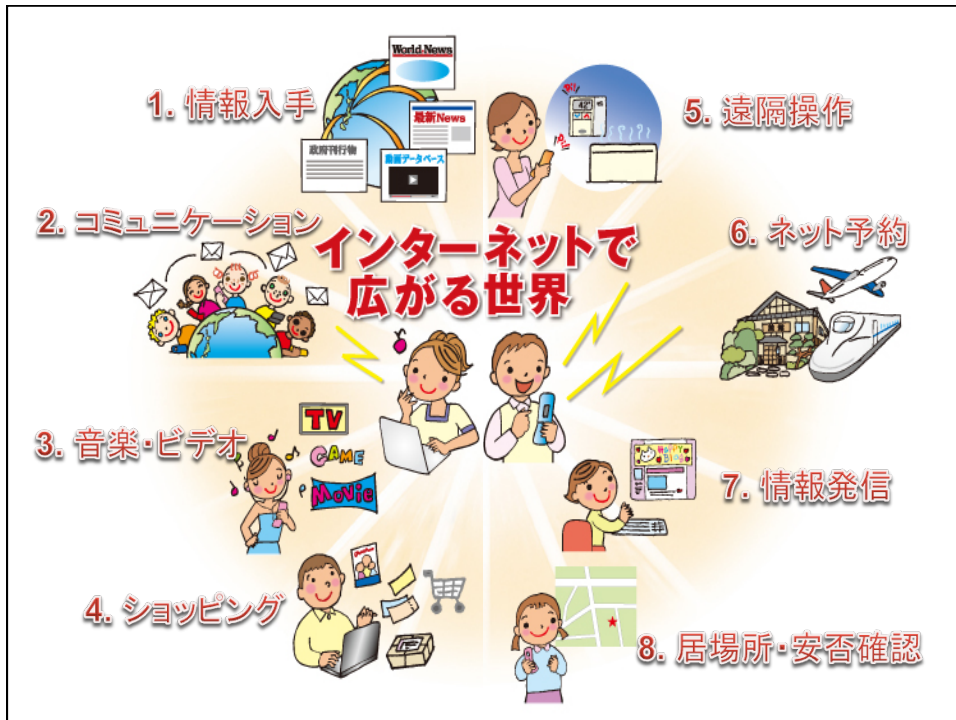 インターネットで
広がる世界
1. 情報入手
World News
最新News
政府刊行物
動画データベース
2. コミュニケーション
3. 音楽・ビデオ
TV
GAME
Movie
4. ショッピング
5. 遠隔操作
42°
6. ネット予約
7. 情報発信
HAPPY
BLOG
8. 居場所・安否確認